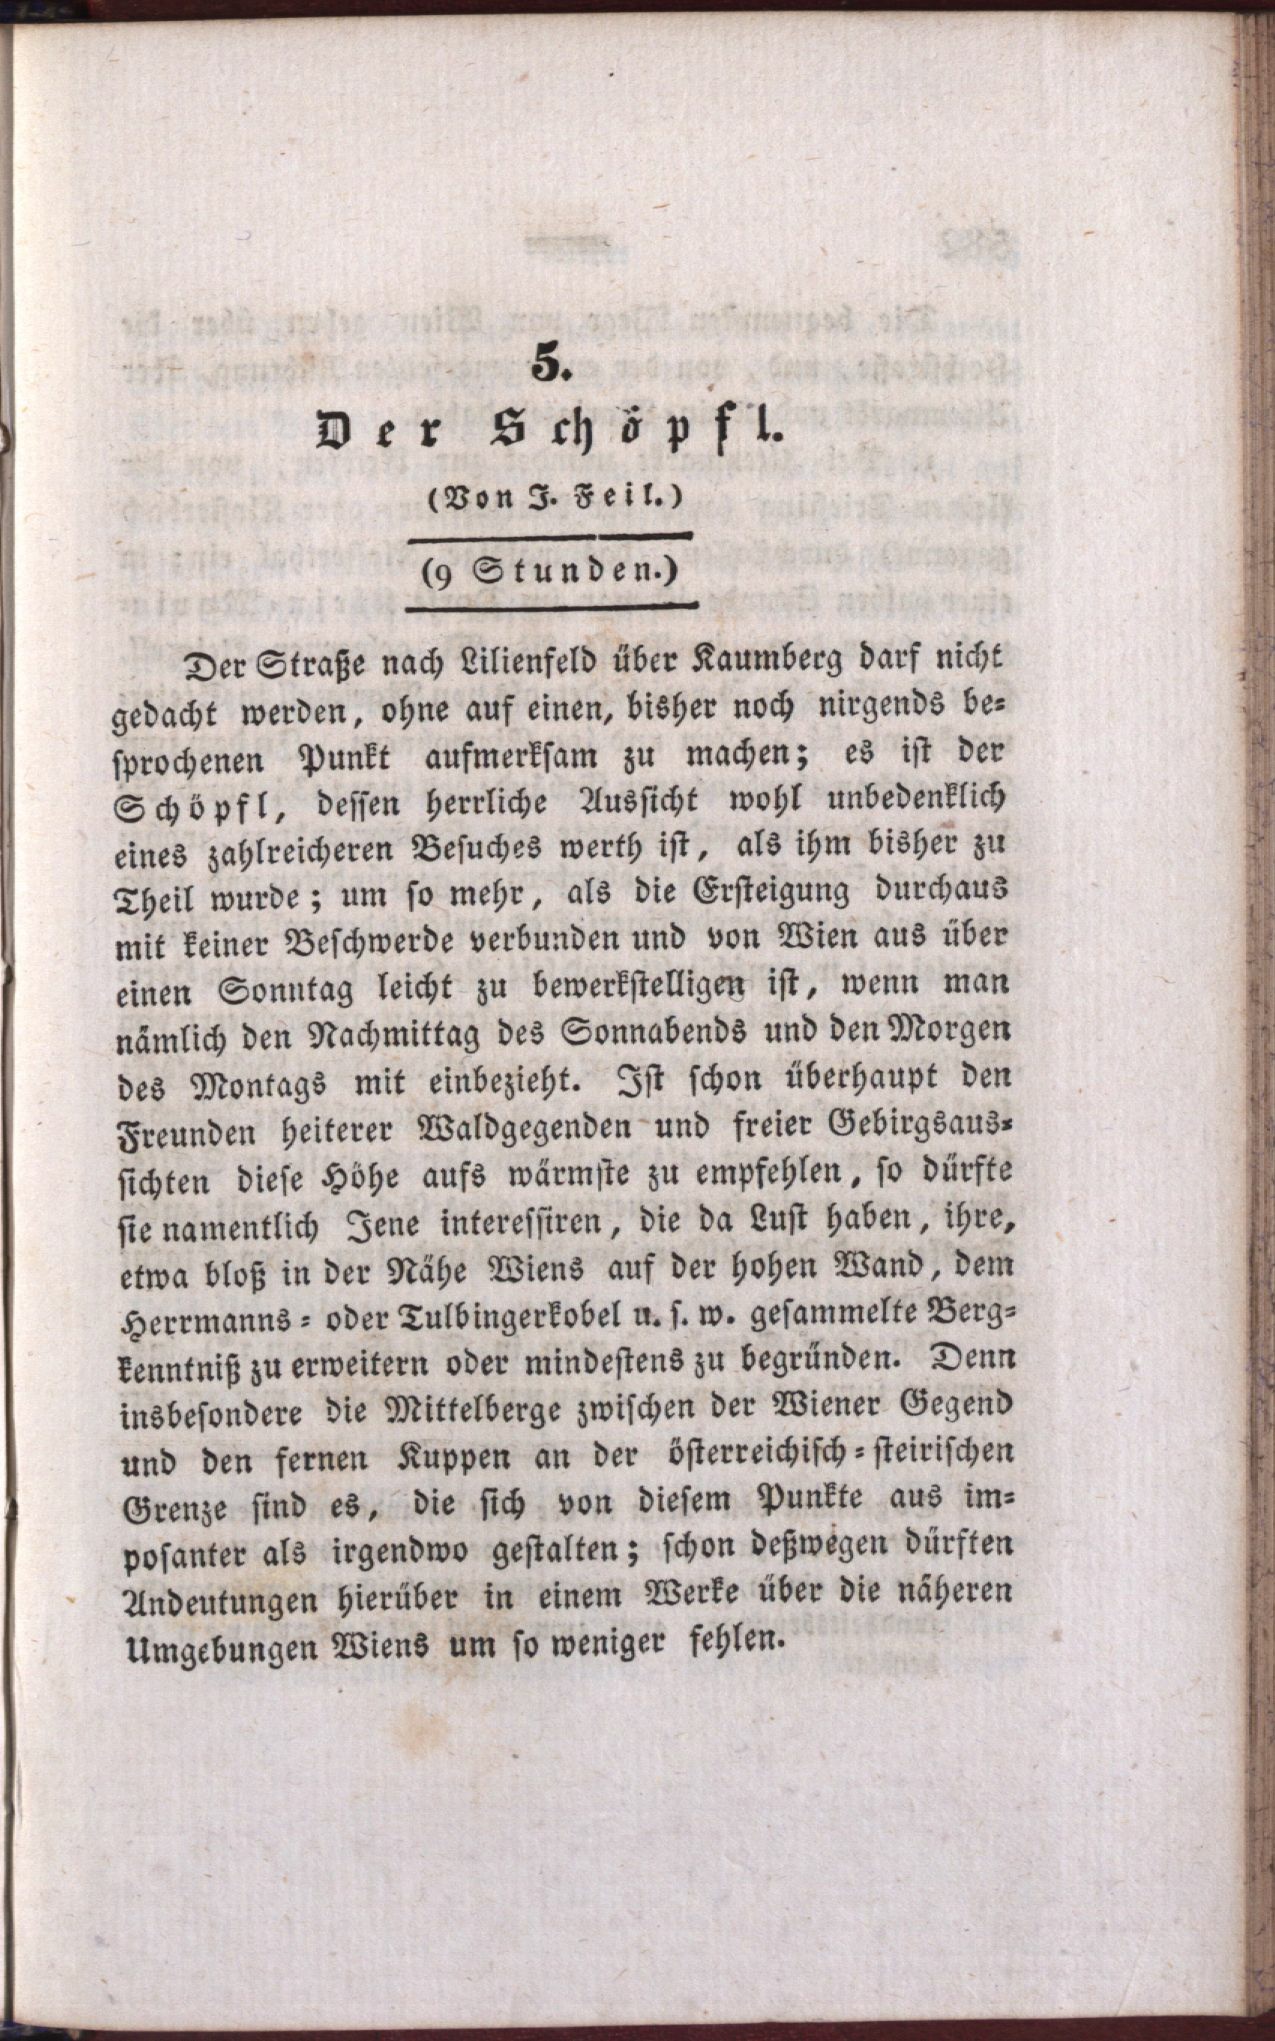 5.
Der Schöpfl.
(Von J. Feil.)
(9 Stunden.)
Der Straße nach Lilienfeld über Kaumberg darf nicht
gedacht werden, ohne auf einen, bisher noch nirgends be-
sprochenen Punkt aufmerksam zu machen; es ist der
Schöpfl, dessen herrliche Aussicht wohl unbedenklich
eines zahlreicheren Besuches werth ist, als ihm bisher zu
Theil wurde; um so mehr, als die Ersteigung durchaus
mit keiner Beschwerde verbunden und von Wien aus über
einen Sonntag leicht zu bewerkstelligen ist, wenn man
nämlich den Nachmittag des Sonnabends und den Morgen
des Montags mit einbezieht. Ist schon überhaupt den
Freunden heiterer Waldgegenden und freier Gebirgsaus-
sichten diese Höhe aufs wärmste zu empfehlen, so dürfte
sie namentlich Jene interessiren, die da Lust haben, ihre,
etwa bloß in der Nähe Wiens auf der hohen Wand, dem
Herrmanns- oder Tulbingerkobel u. s. w. gesammelte Berg-
kenntniß zu erweitern oder mindestens zu begründen. Denn
insbesondere die Mittelberge zwischen der Wiener Gegend
und den fernen Kuppen an der österreichisch-steirischen
Grenze sind es, die sich von diesem Punkte aus im-
posanter als irgendwo gestalten; schon deßwegen dürften
Andeutungen hierüber in einem Werke über die näheren
Umgebungen Wiens um so weniger fehlen.